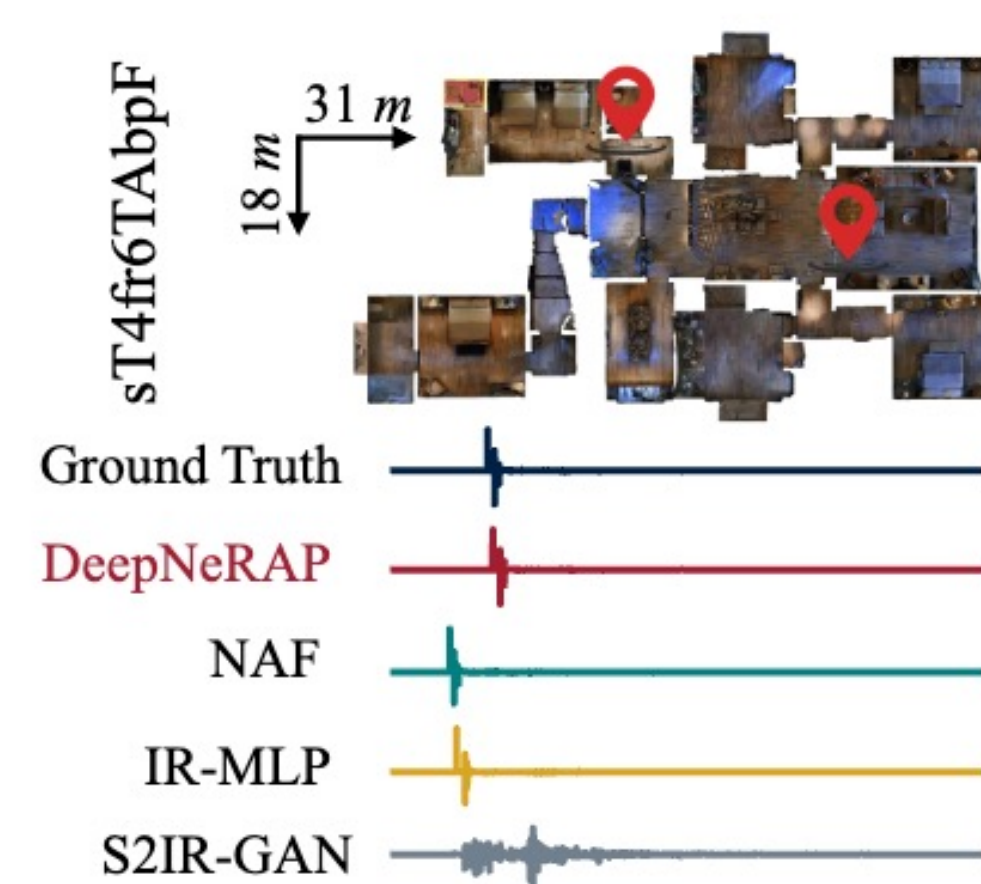 sT4fr6TAbpF
31 m
18 m
Ground Truth
DeepNeRAP
NAF
IR-MLP
S2IR-GAN